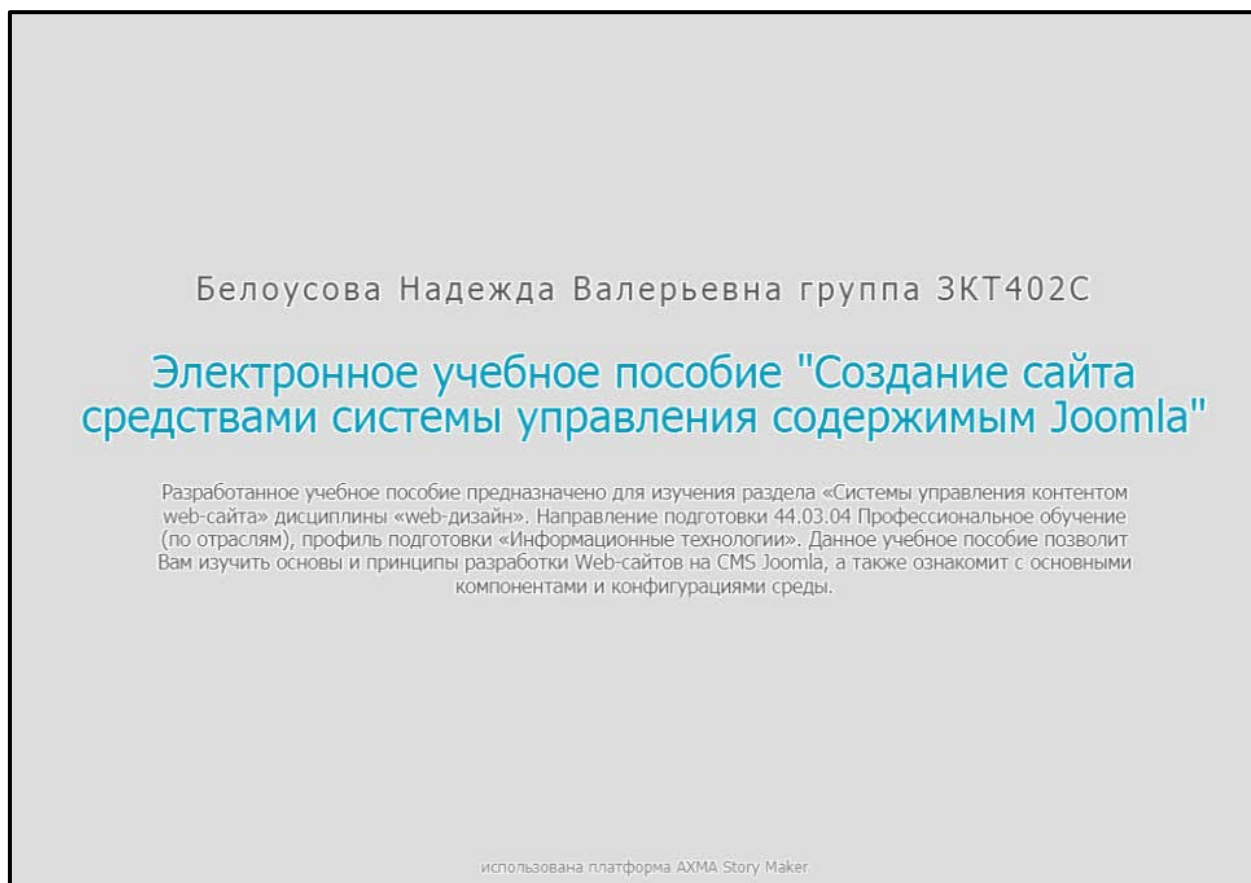 Белоусова Надежда Валерьевна группа ЗКТ402С
Электронное учебное пособие "Создание сайта
средствами системы управления содержимым Joomla"
Разработанное учебное пособие предназначено для изучения раздела «Системы управления контентом
web-сайта» дисциплины «web-дизайн». Направление подготовки 44.03.04 Профессиональное обучение
(по отраслям), профиль подготовки «Информационные технологии». Данное учебное пособие позволит
Вам изучить основы и принципы разработки Web-сайтов на CMS Joomla, а также ознакомит с основными
компонентами и конфигурациями среды.
использована платформа AXMA Story Maker